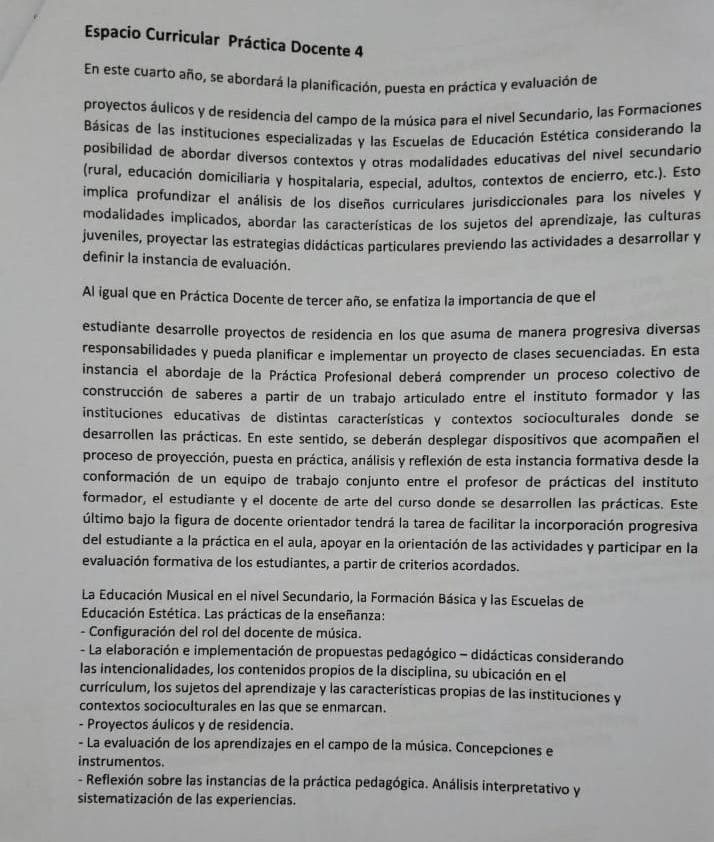 Espacio Curricular Práctica Docente 4
En este cuarto año, se abordará la planificación, puesta en práctica y evaluación de
proyectos áulicos y de residencia del campo de la música para el nivel Secundario, las Formaciones
Básicas de las instituciones especializadas y las Escuelas de Educación Estética considerando la
posibilidad de abordar diversos contextos y otras modalidades educativas del nivel secundario
(rural, educación domiciliaria y hospitalaria, especial, adultos, contextos de encierro, etc.). Esto
implica profundizar el análisis de los diseños curriculares jurisdiccionales para los niveles y
modalidades implicados, abordar las características de los sujetos del aprendizaje, las culturas
juveniles, proyectar las estrategias didácticas particulares previendo las actividades a desarrollar y
definir la instancia de evaluación.
Al igual que en Práctica Docente de tercer año, se enfatiza la importancia de que el
estudiante desarrolle proyectos de residencia en los que asuma de manera progresiva diversas
responsabilidades y pueda planificar e implementar un proyecto de clases secuenciadas. En esta
instancia el abordaje de la Práctica Profesional deberá comprender un proceso colectivo de
construcción de saberes a partir de un trabajo articulado entre el instituto formador y las
instituciones educativas de distintas características y contextos socioculturales donde se
desarrollen las prácticas. En este sentido, se deberán desplegar dispositivos que acompañen el
proceso de proyección, puesta en práctica, análisis y reflexión de esta instancia formativa desde la
conformación de un equipo de trabajo conjunto entre el profesor de prácticas del instituto
formador, el estudiante y el docente de arte del curso donde se desarrollen las prácticas. Este
último bajo la figura de docente orientador tendrá la tarea de facilitar la incorporación progresiva
del estudiante a la práctica en el aula, apoyar en la orientación de las actividades y participar en la
evaluación formativa de los estudiantes, a partir de criterios acordados.
La Educación Musical en el nivel Secundario, la Formación Básica y las Escuelas de
Educación Estética. Las prácticas de la enseñanza:
- Configuración del rol del docente de música.
- La elaboración e implementación de propuestas pedagógico – didácticas considerando
las intencionalidades, los contenidos propios de la disciplina, su ubicación en el
currículum, los sujetos del aprendizaje y las características propias de las instituciones y
contextos socioculturales en las que se enmarcan.
- Proyectos áulicos y de residencia.
- La evaluación de los aprendizajes en el campo de la música. Concepciones e
instrumentos.
- Reflexión sobre las instancias de la práctica pedagógica. Análisis interpretativo y
sistematización de las experiencias.